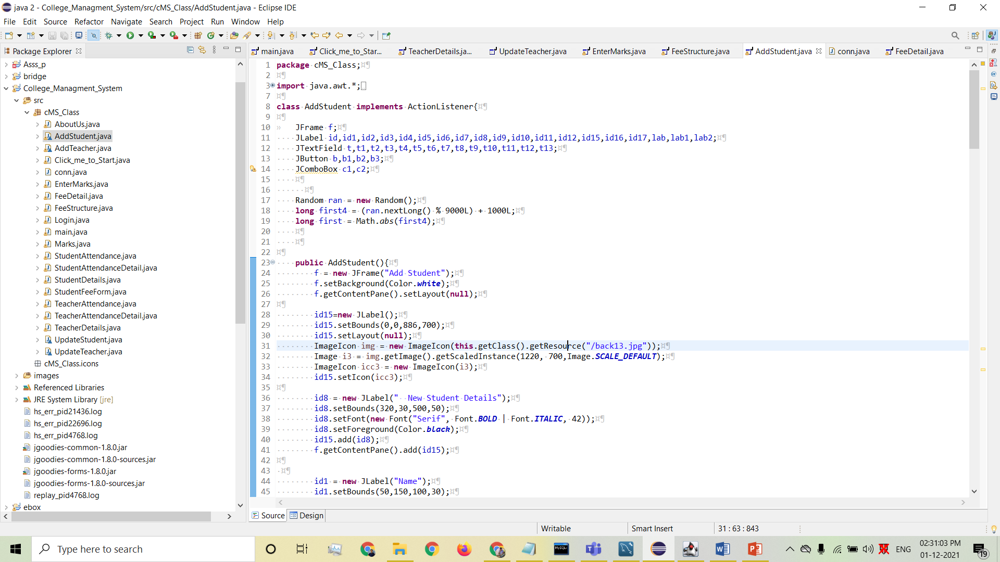 java 2 - College_Managment_System/src/cMS_Class/AddStudent.java - Eclipse IDE
File Edit Source Refactor Navigate Search Project Run Window Help
Package Explorer
main.java Click_me_to_Star... TeacherDetails.ja... UpdateTeacher.java EnterMarks.java FeeStructure.java AddStudent.java conn.java FeeDetail.java
Asss_p
bridge
College_Managment_System
src
cMS_Class
AboutUs.java
AddStudent.java
AddTeacher.java
Click_me_to_Start.java
conn.java
EnterMarks.java
FeeDetail.java
FeeStructure.java
Login.java
main.java
Marks.java
StudentAttendance.java
StudentAttendanceDetail.java
StudentDetails.java
StudentFeeForm.java
TeacherAttendance.java
TeacherAttendanceDetail.java
TeacherDetails.java
UpdateStudent.java
UpdateTeacher.java
cMS_Class.icons
images
Referenced Libraries
JRE System Library [jre]
hs_err_pid21436.log
hs_err_pid22696.log
hs_err_pid4768.log
jgoodies-common-1.8.0.jar
jgoodies-common-1.8.0-sources.jar
jgoodies-forms-1.8.0.jar
jgoodies-forms-1.8.0-sources.jar
replay_pid4768.log
ebox
1 package cMS_Class;
2
3 import java.awt.*;
7
8 class AddStudent implements ActionListener{
9
10 JFrame f;
11 JLabel id,id1,id2,id3,id4,id5,id6,id7,id8,id9,id10,id11,id12,id15,id16,id17,lab,lab1,lab2;
12 JTextField t,t1,t2,t3,t4,t5,t6,t7,t8,t9,t10,t11,t12,t13;
13 JButton b,b1,b2,b3;
14 JComboBox c1,c2;
15
16
17 Random ran = new Random();
18 long first4 = (ran.nextLong() % 9000L) + 1000L;
19 long first = Math.abs(first4);
20
21
22
23 public AddStudent(){
24 f = new JFrame("Add Student");
25 f.setBackground(Color.white);
26 f.getContentPane().setLayout(null);
27
28 id15=new JLabel();
29 id15.setBounds(0,0,886,700);
30 id15.setLayout(null);
31 ImageIcon img = new ImageIcon(this.getClass().getResource("/back13.jpg"));
32 Image i3 = img.getImage().getScaledInstance(1220, 700,Image.SCALE_DEFAULT);
33 ImageIcon icc3 = new ImageIcon(i3);
34 id15.setIcon(icc3);
35
36 id8 = new JLabel("  New Student Details");
37 id8.setBounds(320,30,500,50);
38 id8.setFont(new Font("Serif", Font.BOLD | Font.ITALIC, 42));
39 id8.setForeground(Color.black);
40 id15.add(id8);
41 f.getContentPane().add(id15);
42
43
44 id1 = new JLabel("Name");
45 id1.setBounds(50,150,100,30);
Source Design
Writable Smart Insert 31 : 63 : 843
Type here to search
ENG
02:31:03 PM
01-12-2021
19